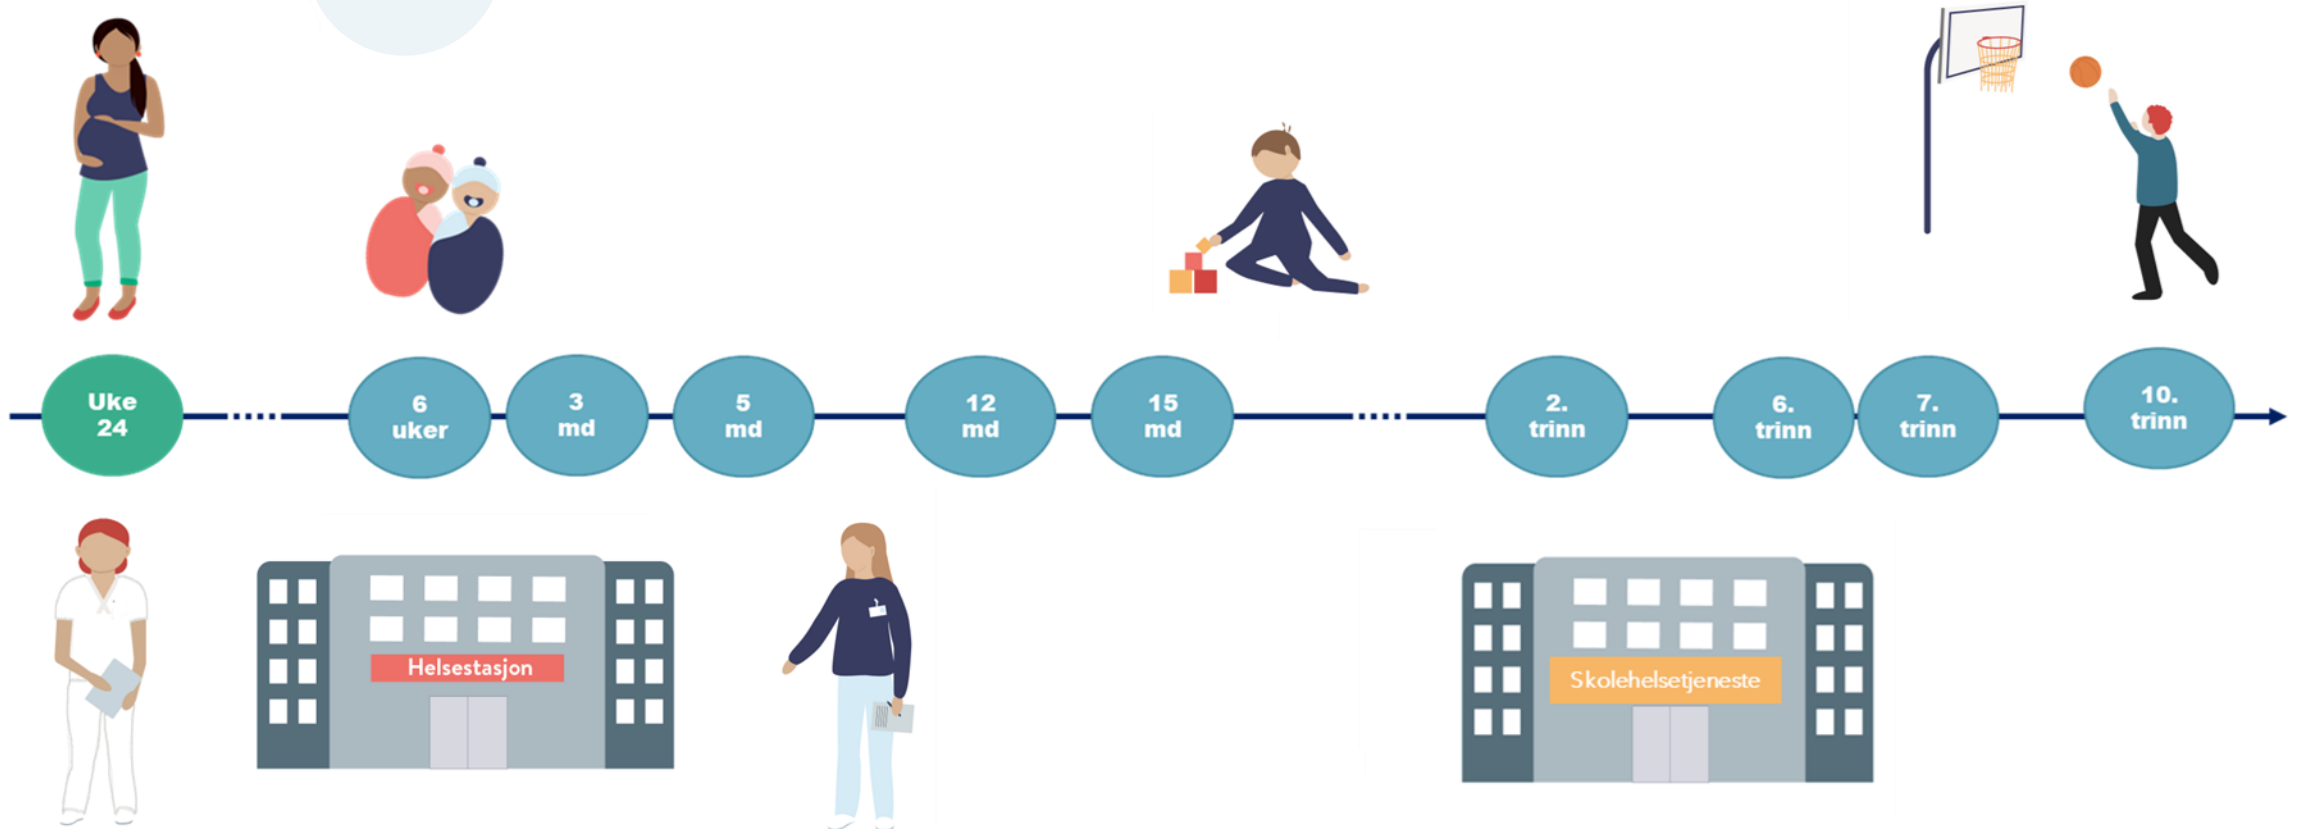 Uke
24
6
uker
3
md
5
md
12
md
15
md
2.
trinn
6.
trinn
7.
trinn
10.
trinn
Helsestasjon
Skolehelsetjeneste